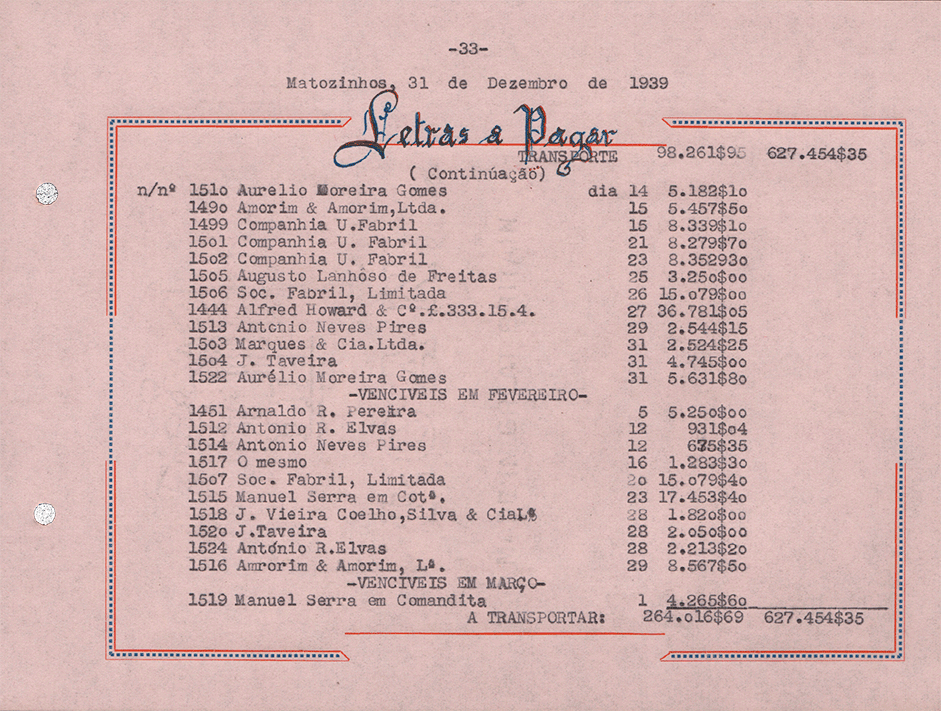 -33-
Matozinhos, 31 de Dezembro de 1939
Letras a Pagar
TRANSPORTE 98.261$95 627.454$35
( Continúação)
n/nº 151o Aurelio Moreira Gomes dia 14 5.182$1o
149o Amorim & Amorim,Ltda. 15 5.457$5o
1499 Companhia U.Fabril 15 8.339$1o
15o1 Companhia U. Fabril 21 8.279$7o
15o2 Companhia U. Fabril 23 8.35293o
15o5 Augusto Lanhôso de Freitas 25 3.25o$oo
15o6 Soc. Fabril, Limitada 26 15.o79$oo
1444 Alfred Howard & Cº.£.333.15.4. 27 36.781$o5
1513 Antonio Neves Pires 29 2.544$15
15o3 Marques & Cia.Ltda. 31 2.524$25
15o4 J. Taveira 31 4.745$oo
1522 Aurélio Moreira Gomes 31 5.631$8o
-VENCIVEIS EM FEVEREIRO-
1451 Arnaldo R. Pereira 5 5.25o$oo
1512 Antonio R. Elvas 12 931$o4
1514 Antonio Neves Pires 12 675$35
1517 O mesmo 16 1.283$3o
15o7 Soc. Fabril, Limitada 2o 15.o79$4o
1515 Manuel Serra em Cotª. 23 17.453$4o
1518 J. Vieira Coelho,Silva & CiaLª 28 1.82o$oo
152o J.Taveira 28 2.o5o$oo
1524 António R.Elvas 28 2.213$2o
1516 Amrorim & Amorim, Lª. 29 8.567$5o
-VENCIVEIS EM MARÇO-
1519 Manuel Serra em Comandita 1 4.265$6o
A TRANSPORTAR: 264.o16$69 627.454$35